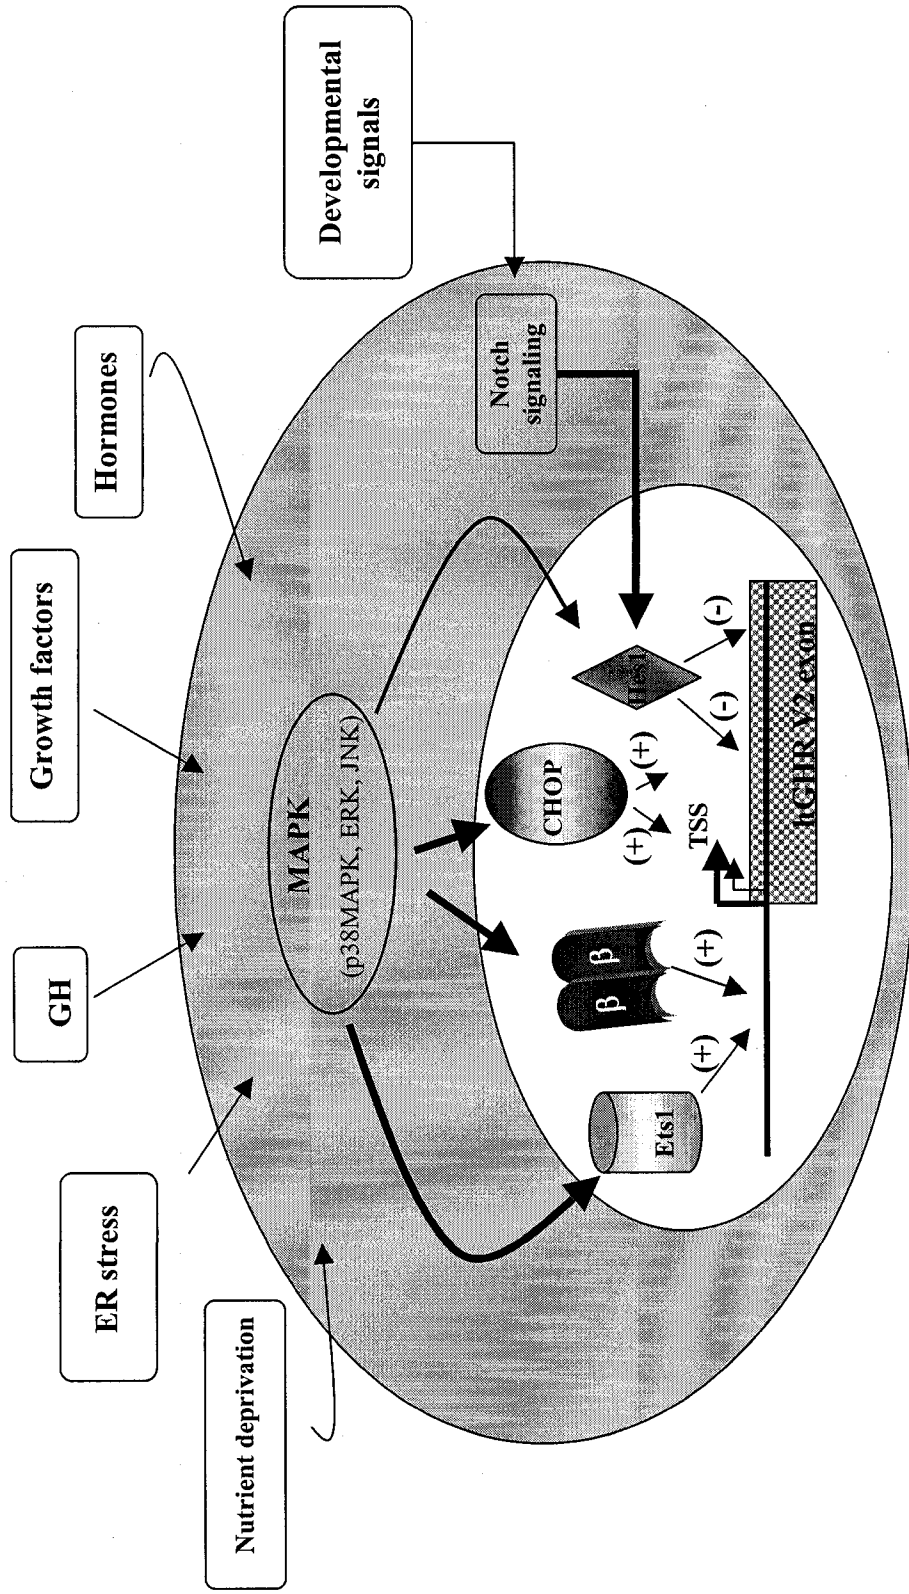 Nutrient deprivation
ER stress
GH
Growth factors
Hormones
Developmental
signals
MAPK
(p38MAPK, ERK, JNK)
Notch
signaling
Ets1
β β
CHOP
Hes1
(+)
(+)
(+)
(+)
(-)
(-)
TSS
hGHR V2 exon